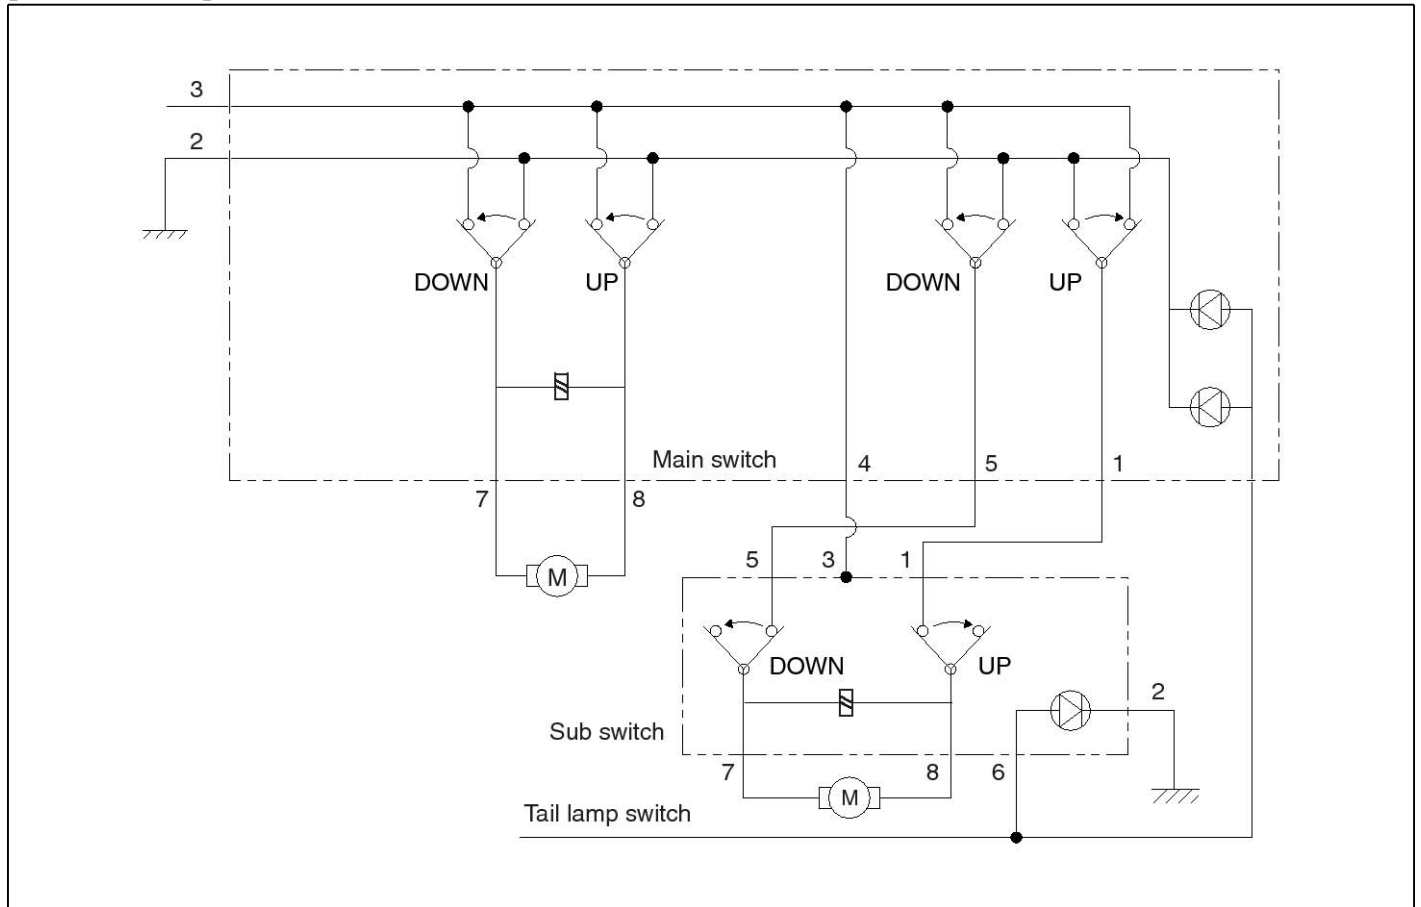 3
2
DOWN UP DOWN UP
Main switch 4 5 1
7 8
5 3 1
M
DOWN UP
2
Sub switch
7 8 6
M
Tail lamp switch